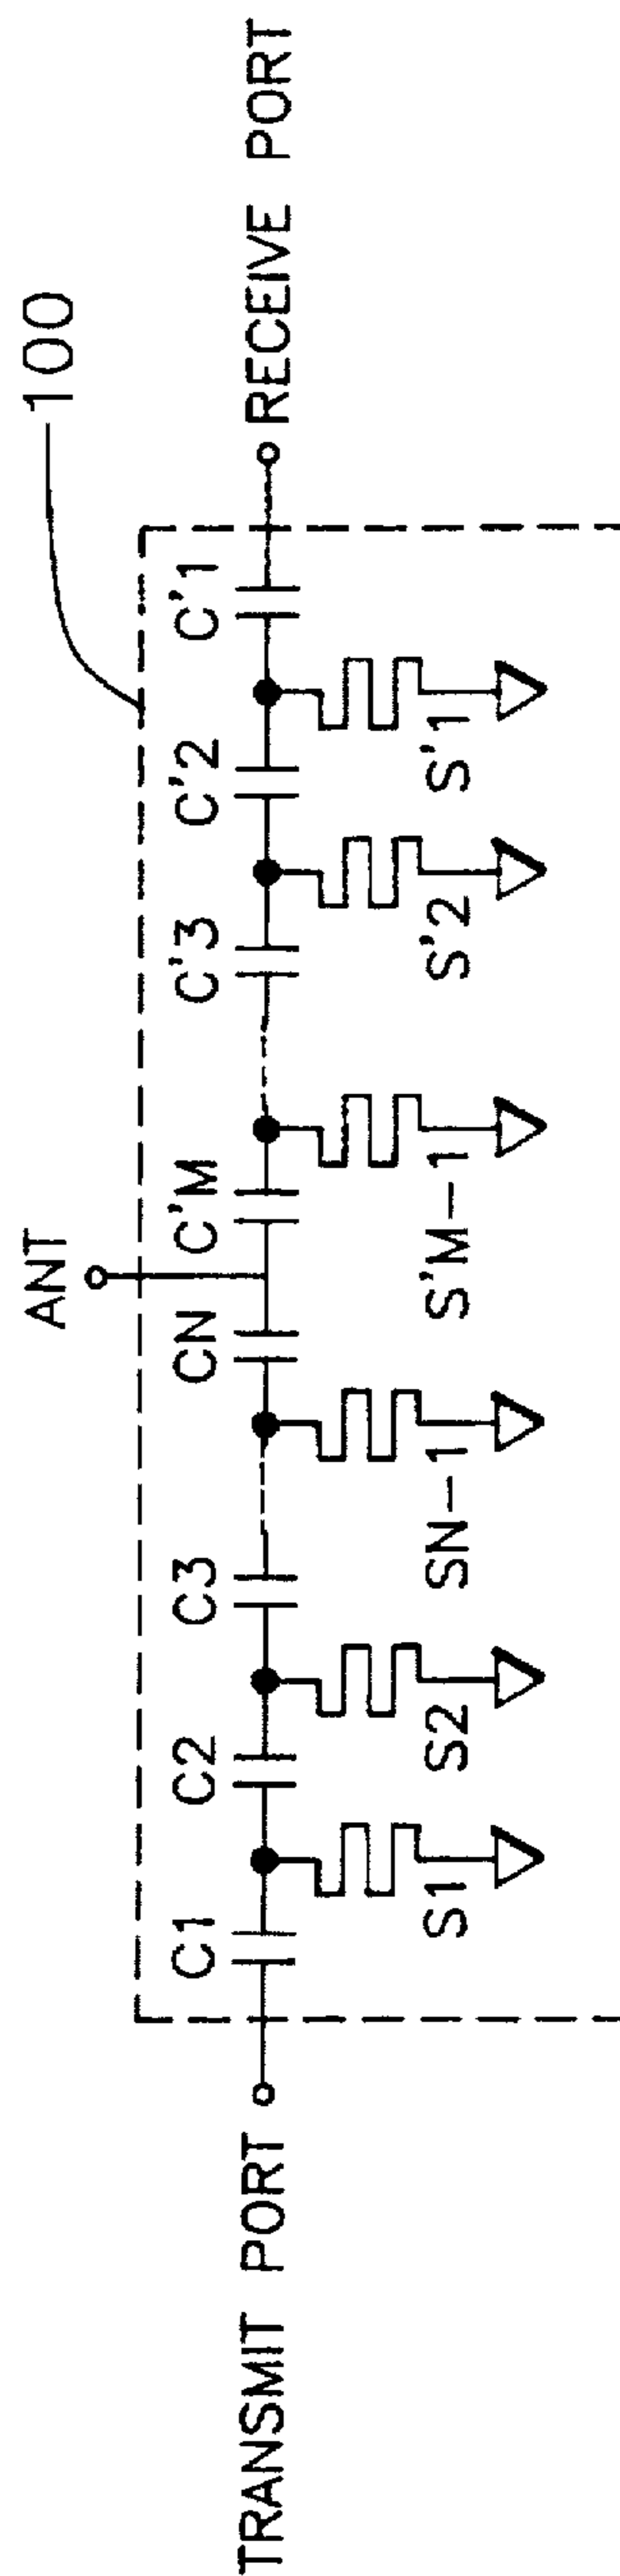 100
ANT
TRANSMIT PORT
C1
C2
C3
CN
C'M
C'3
C'2
C'1
RECEIVE PORT
S1
S2
SN-1
S'M-1
S'2
S'1